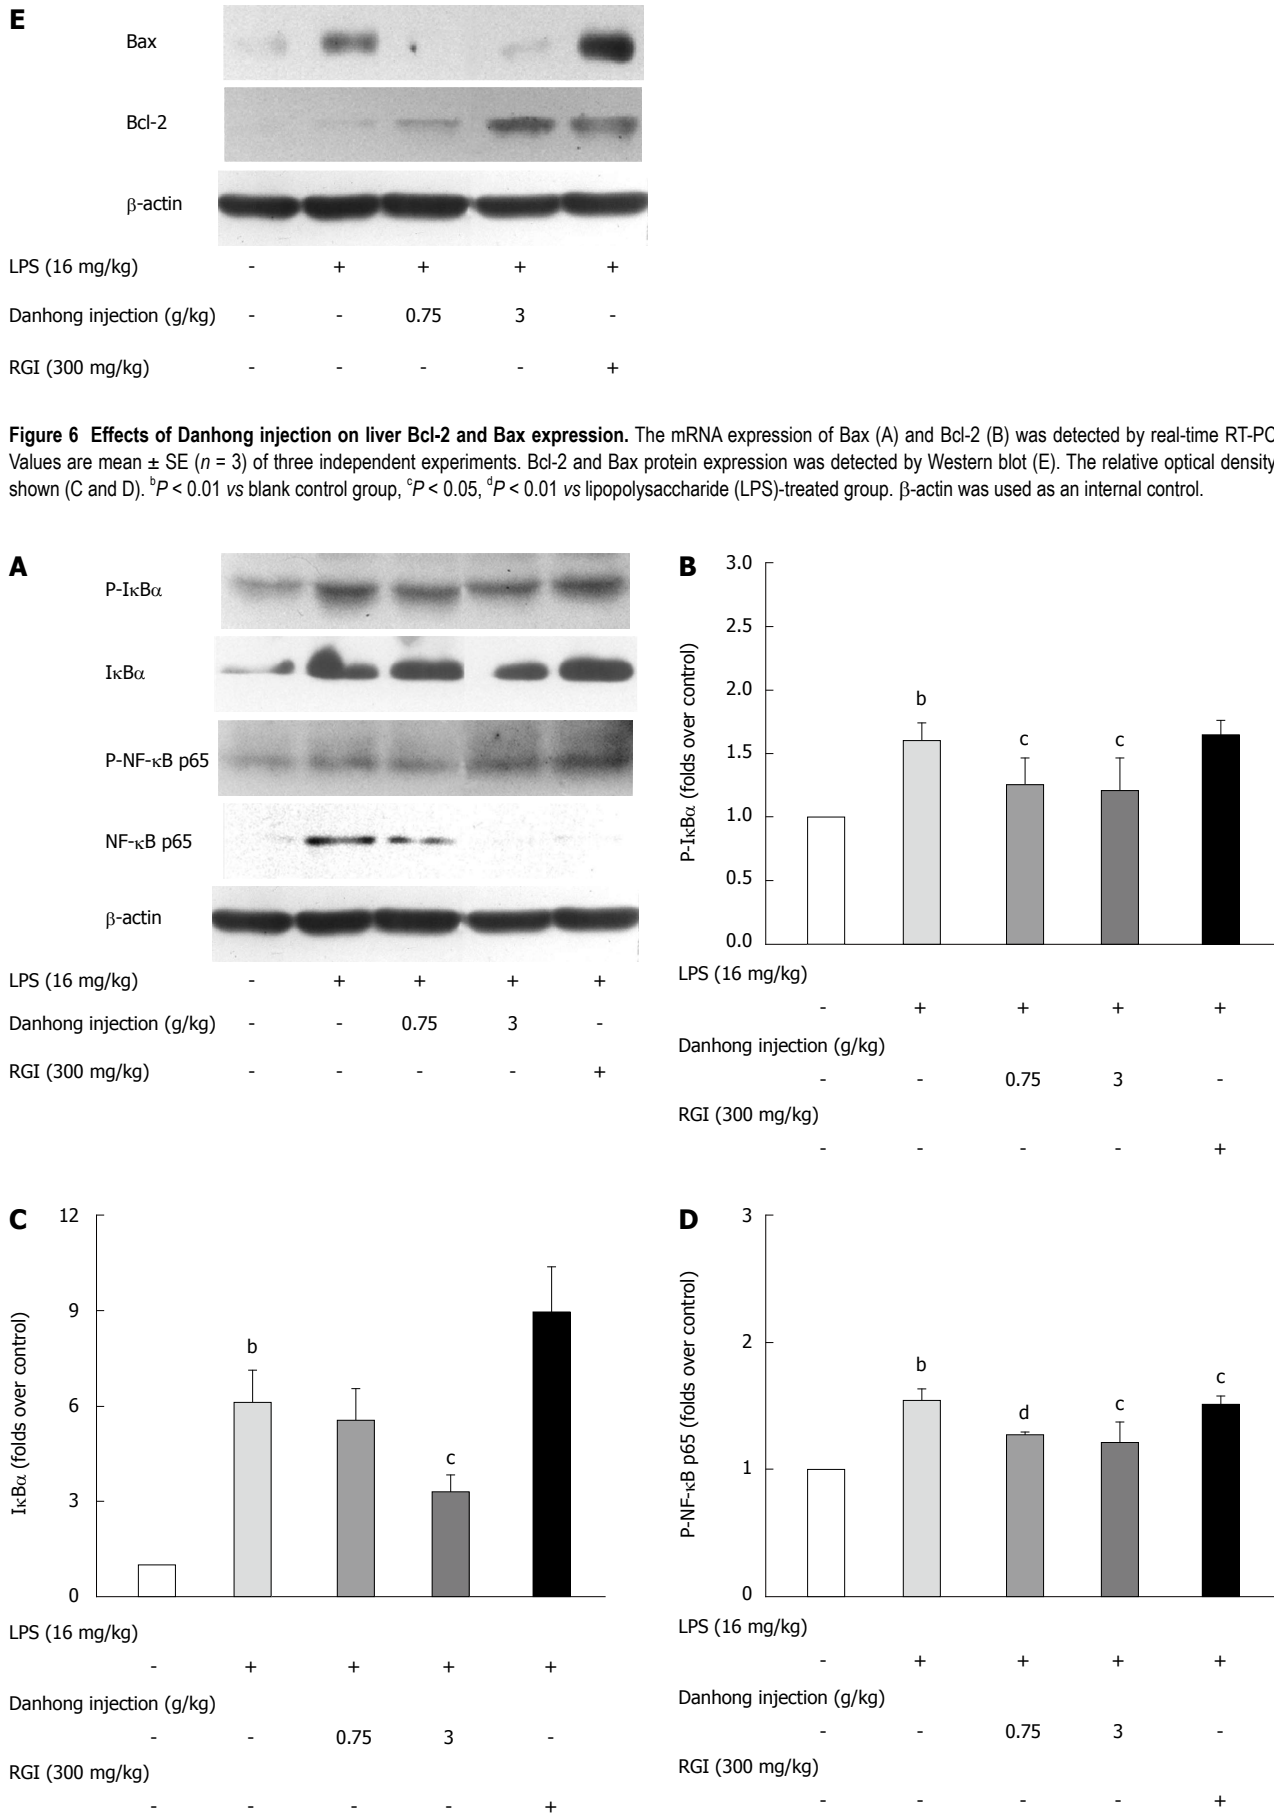 E
Bax
Bcl-2
β-actin
LPS (16 mg/kg) - + + + +
Danhong injection (g/kg) - - 0.75 3 -
RGI (300 mg/kg) - - - - +
Figure 6 Effects of Danhong injection on liver Bcl-2 and Bax expression. The mRNA expression of Bax (A) and Bcl-2 (B) was detected by real-time RT-PC
Values are mean ± SE (n = 3) of three independent experiments. Bcl-2 and Bax protein expression was detected by Western blot (E). The relative optical density
shown (C and D). bP < 0.01 vs blank control group, cP < 0.05, dP < 0.01 vs lipopolysaccharide (LPS)-treated group. β-actin was used as an internal control.
A
P-IκBα
IκBα
P-NF-κB p65
NF-κB p65
β-actin
LPS (16 mg/kg) - + + + +
Danhong injection (g/kg) - - 0.75 3 -
RGI (300 mg/kg) - - - - +
B
P-IκBα (folds over control)
3.0
2.5
2.0
1.5
1.0
0.5
0.0
b
c
c
LPS (16 mg/kg)
- + + + +
Danhong injection (g/kg)
- - 0.75 3 -
RGI (300 mg/kg)
- - - - +
C
IκBα (folds over control)
12
9
6
3
0
b
c
LPS (16 mg/kg)
- + + + +
Danhong injection (g/kg)
- - 0.75 3 -
RGI (300 mg/kg)
- - - - +
D
P-NF-κB p65 (folds over control)
3
2
1
0
b
d
c
c
LPS (16 mg/kg)
- + + + +
Danhong injection (g/kg)
- - 0.75 3 -
RGI (300 mg/kg)
- - - - +